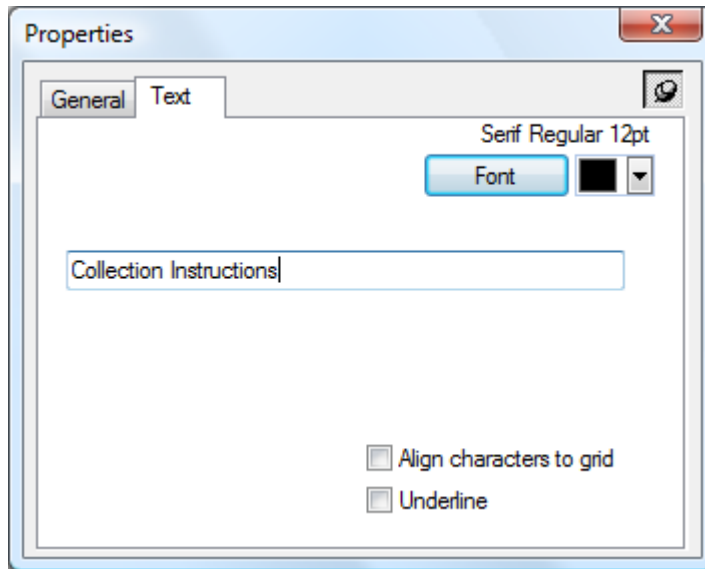 Properties
General Text
Serif Regular 12pt
Font
Collection Instructions
Align characters to grid
Underline